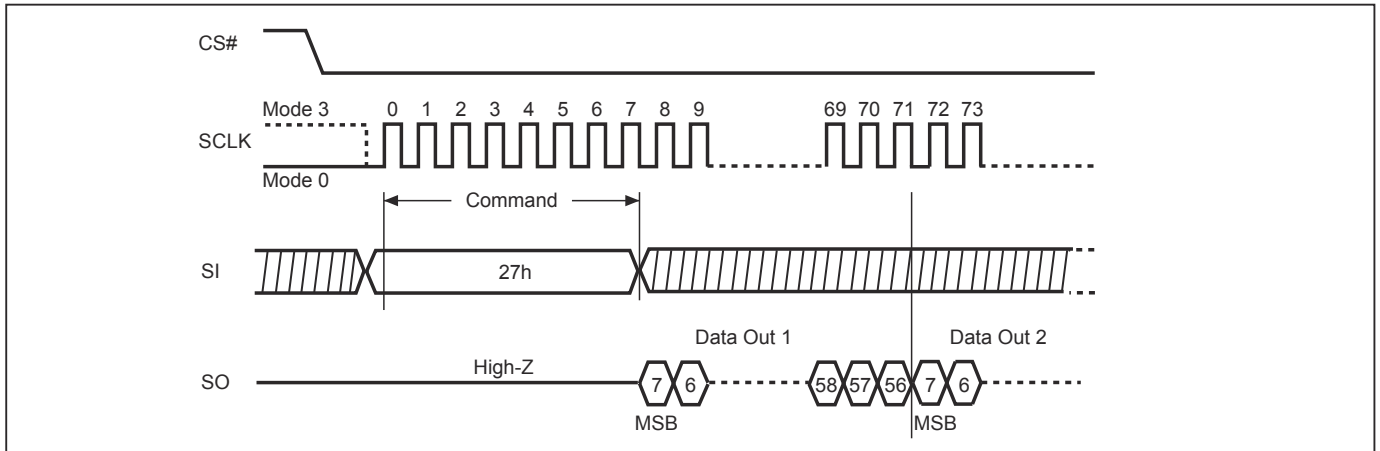 CS#
Mode 3 0 1 2 3 4 5 6 7 8 9 69 70 71 72 73
SCLK
Mode 0
Command
SI 27h
Data Out 1 Data Out 2
High-Z
SO 7 6 58 57 56 7 6
MSB MSB